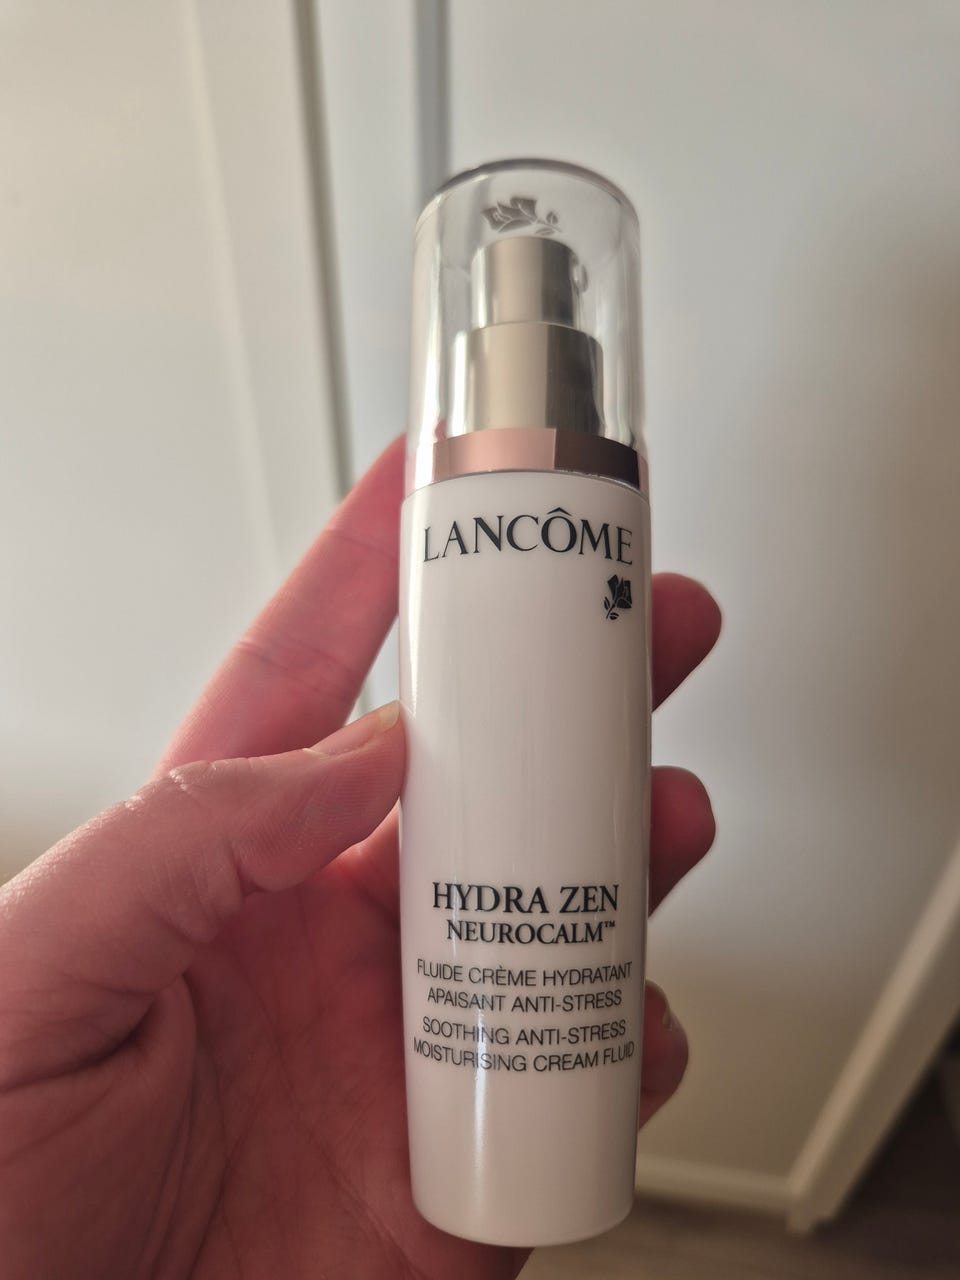 LANCÔME
HYDRA ZEN
NEUROCALM™
FLUIDE CRÈME HYDRATANT
APAISANT ANTI-STRESS
SOOTHING ANTI-STRESS
MOISTURISING CREAM FLUID